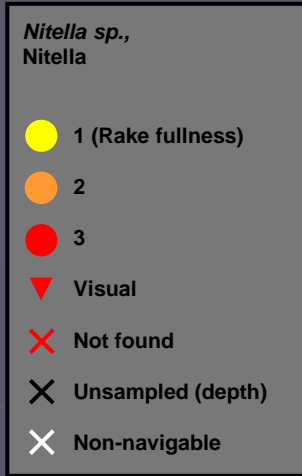 Nitella sp.,
Nitella
1 (Rake fullness)
2
3
Visual
Not found
Unsampled (depth)
Non-navigable